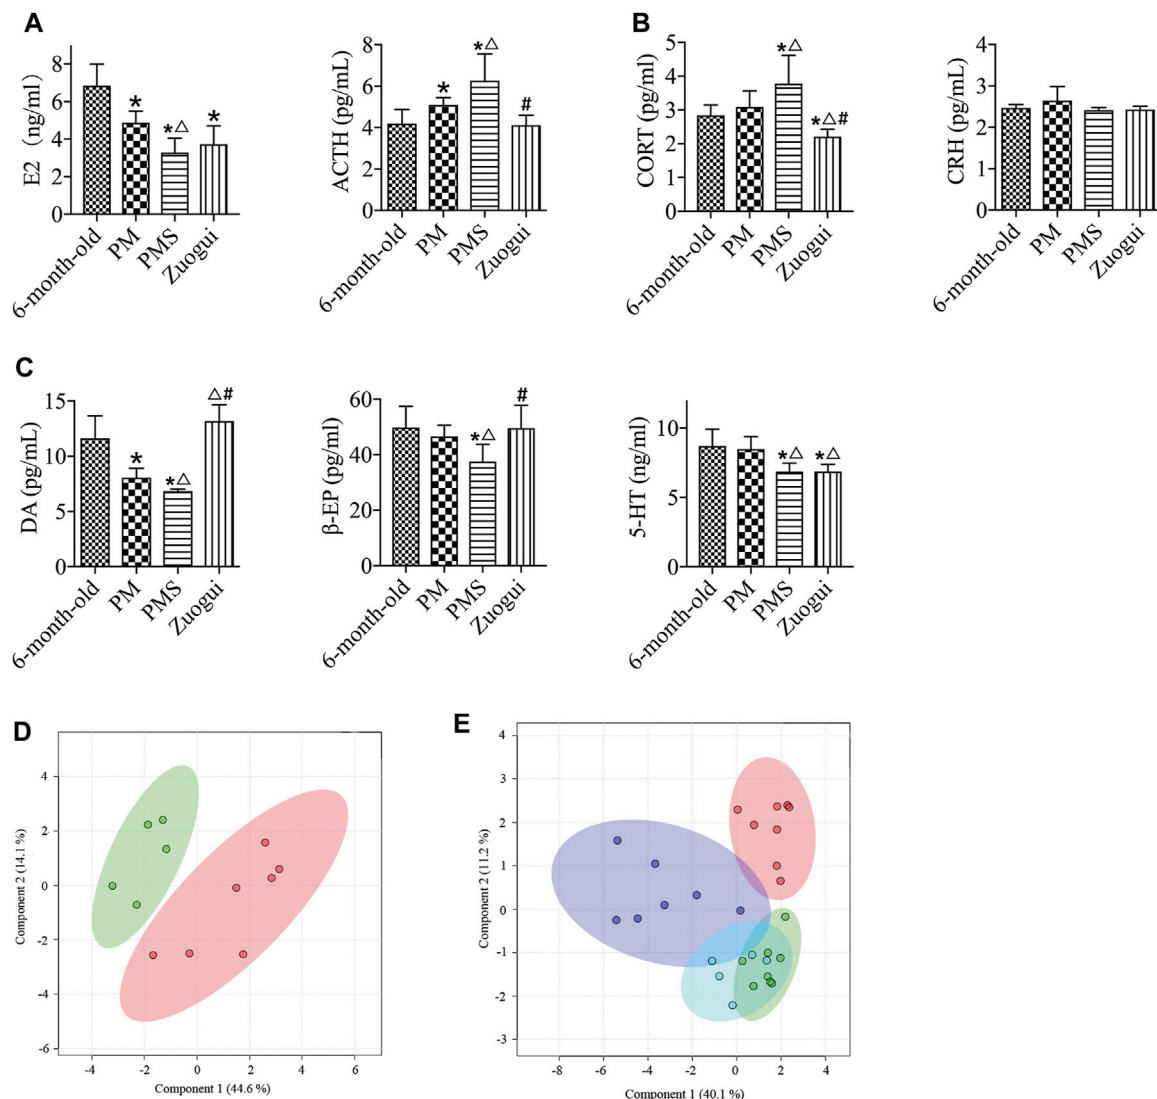 A
E2 (ng/ml)
8
6
4
2
0
*
*△
*
6-month-old
PM
PMS
Zuogui
ACTH (pg/mL)
8
6
4
2
0
*
*△
#
6-month-old
PM
PMS
Zuogui
B
CORT (pg/ml)
5
4
3
2
1
0
*△
*△#
6-month-old
PM
PMS
Zuogui
CRH (pg/mL)
4
3
2
1
0
6-month-old
PM
PMS
Zuogui
C
DA (pg/mL)
15
10
5
0
*
*△
△#
6-month-old
PM
PMS
Zuogui
β-EP (pg/ml)
60
40
20
0
*△
#
6-month-old
PM
PMS
Zuogui
5-HT (ng/ml)
10
5
0
*△
*△
6-month-old
PM
PMS
Zuogui
D
Component 2 (14.1 %)
4
2
0
-2
-4
-6
-4 -2 0 2 4 6
Component 1 (44.6 %)
E
Component 2 (11.2 %)
4
3
2
1
0
-1
-2
-3
-8 -6 -4 -2 0 2 4
Component 1 (40.1 %)